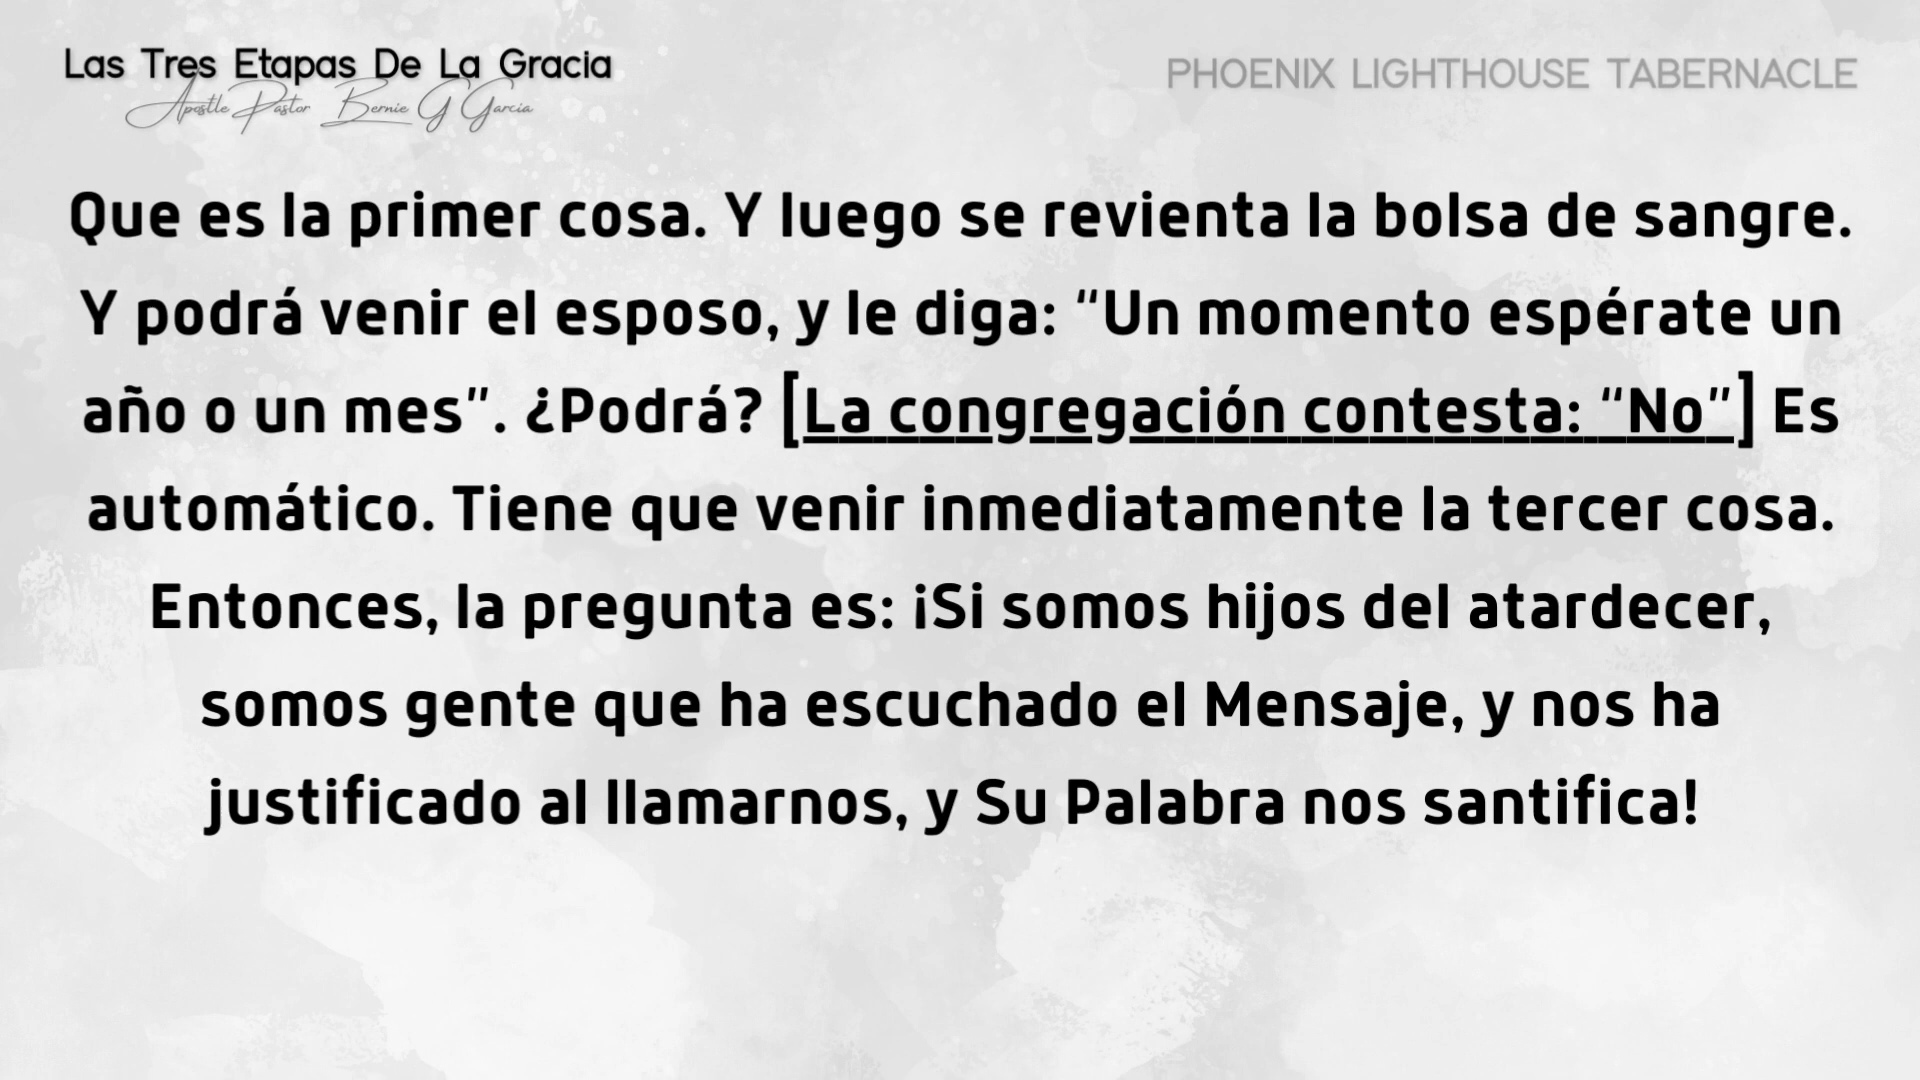 Las Tres Etapas De La Gracia
Apostle Pastor Bernie G Garcia
PHOENIX LIGHTHOUSE TABERNACLE
Que es la primer cosa. Y luego se revienta la bolsa de sangre.
Y podrá venir el esposo, y le diga: “Un momento espérate un
año o un mes”. ¿Podrá? [La congregación contesta: “No”] Es
automático. Tiene que venir inmediatamente la tercer cosa.
Entonces, la pregunta es: ¡Si somos hijos del atardecer,
somos gente que ha escuchado el Mensaje, y nos ha
justificado al llamarnos, y Su Palabra nos santifica!